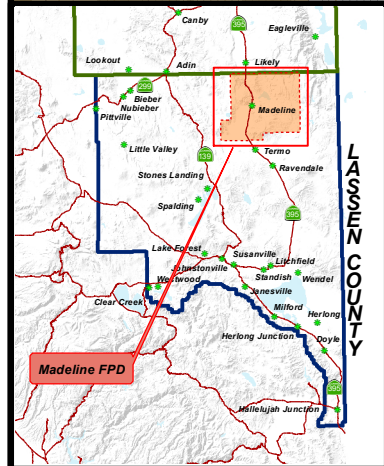 Canby
395
Eagleville
Lookout
Adin
Likely
299
Bieber
Nubieber
Madeline
Pittville
Little Valley
139
Termo
Ravendale
Stones Landing
Spalding
395
LASSEN COUNTY
Lake Forest
Susanville
Johnstonville
Litchfield
Standish
Wendel
Westwood
Janesville
Clear Creek
Milford
Herlong
Herlong Junction
Doyle
Madeline FPD
395
Hallelujah Junction